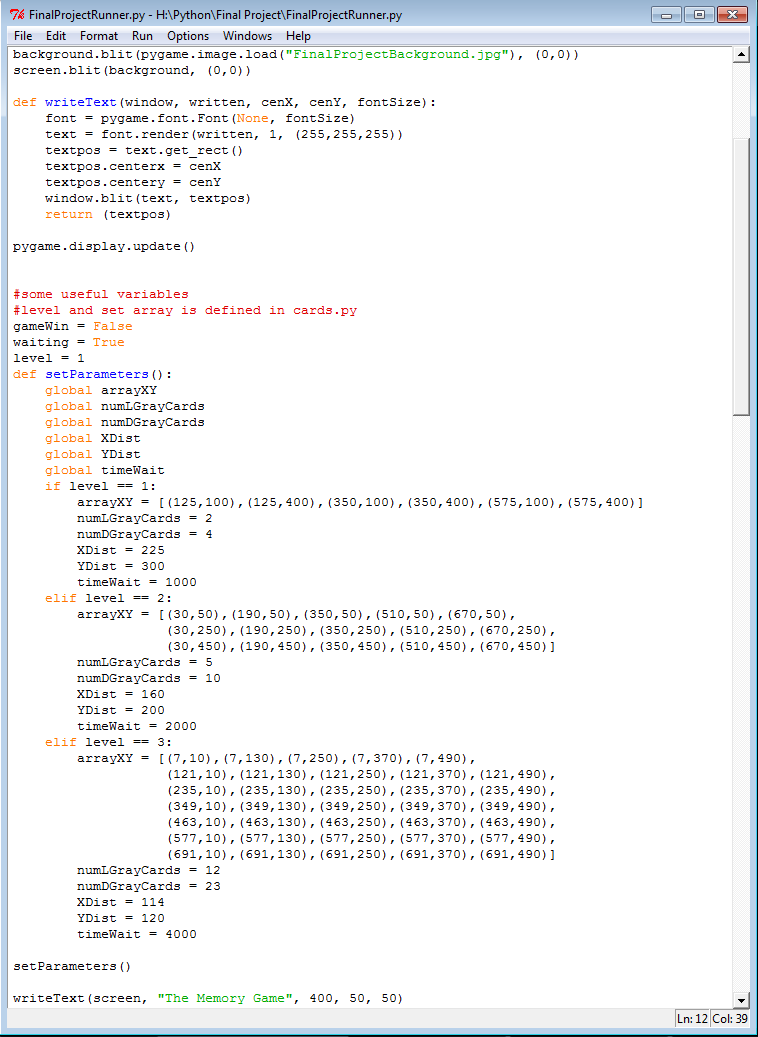 FinalProjectRunner.py - H:\Python\Final Project\FinalProjectRunner.py
File Edit Format Run Options Windows Help
background.blit(pygame.image.load("FinalProjectBackground.jpg"), (0,0))
screen.blit(background, (0,0))
def writeText(window, written, cenX, cenY, fontSize):
    font = pygame.font.Font(None, fontSize)
    text = font.render(written, 1, (255,255,255))
    textpos = text.get_rect()
    textpos.centerx = cenX
    textpos.centery = cenY
    window.blit(text, textpos)
    return (textpos)
pygame.display.update()
#some useful variables
#level and set array is defined in cards.py
gameWin = False
waiting = True
level = 1
def setParameters():
    global arrayXY
    global numLGrayCards
    global numDGrayCards
    global XDist
    global YDist
    global timeWait
    if level == 1:
        arrayXY = [(125,100),(125,400),(350,100),(350,400),(575,100),(575,400)]
        numLGrayCards = 2
        numDGrayCards = 4
        XDist = 225
        YDist = 300
        timeWait = 1000
    elif level == 2:
        arrayXY = [(30,50),(190,50),(350,50),(510,50),(670,50),
                   (30,250),(190,250),(350,250),(510,250),(670,250),
                   (30,450),(190,450),(350,450),(510,450),(670,450)]
        numLGrayCards = 5
        numDGrayCards = 10
        XDist = 160
        YDist = 200
        timeWait = 2000
    elif level == 3:
        arrayXY = [(7,10),(7,130),(7,250),(7,370),(7,490),
                   (121,10),(121,130),(121,250),(121,370),(121,490),
                   (235,10),(235,130),(235,250),(235,370),(235,490),
                   (349,10),(349,130),(349,250),(349,370),(349,490),
                   (463,10),(463,130),(463,250),(463,370),(463,490),
                   (577,10),(577,130),(577,250),(577,370),(577,490),
                   (691,10),(691,130),(691,250),(691,370),(691,490)]
        numLGrayCards = 12
        numDGrayCards = 23
        XDist = 114
        YDist = 120
        timeWait = 4000
setParameters()
writeText(screen, "The Memory Game", 400, 50, 50)
Ln: 12 Col: 39